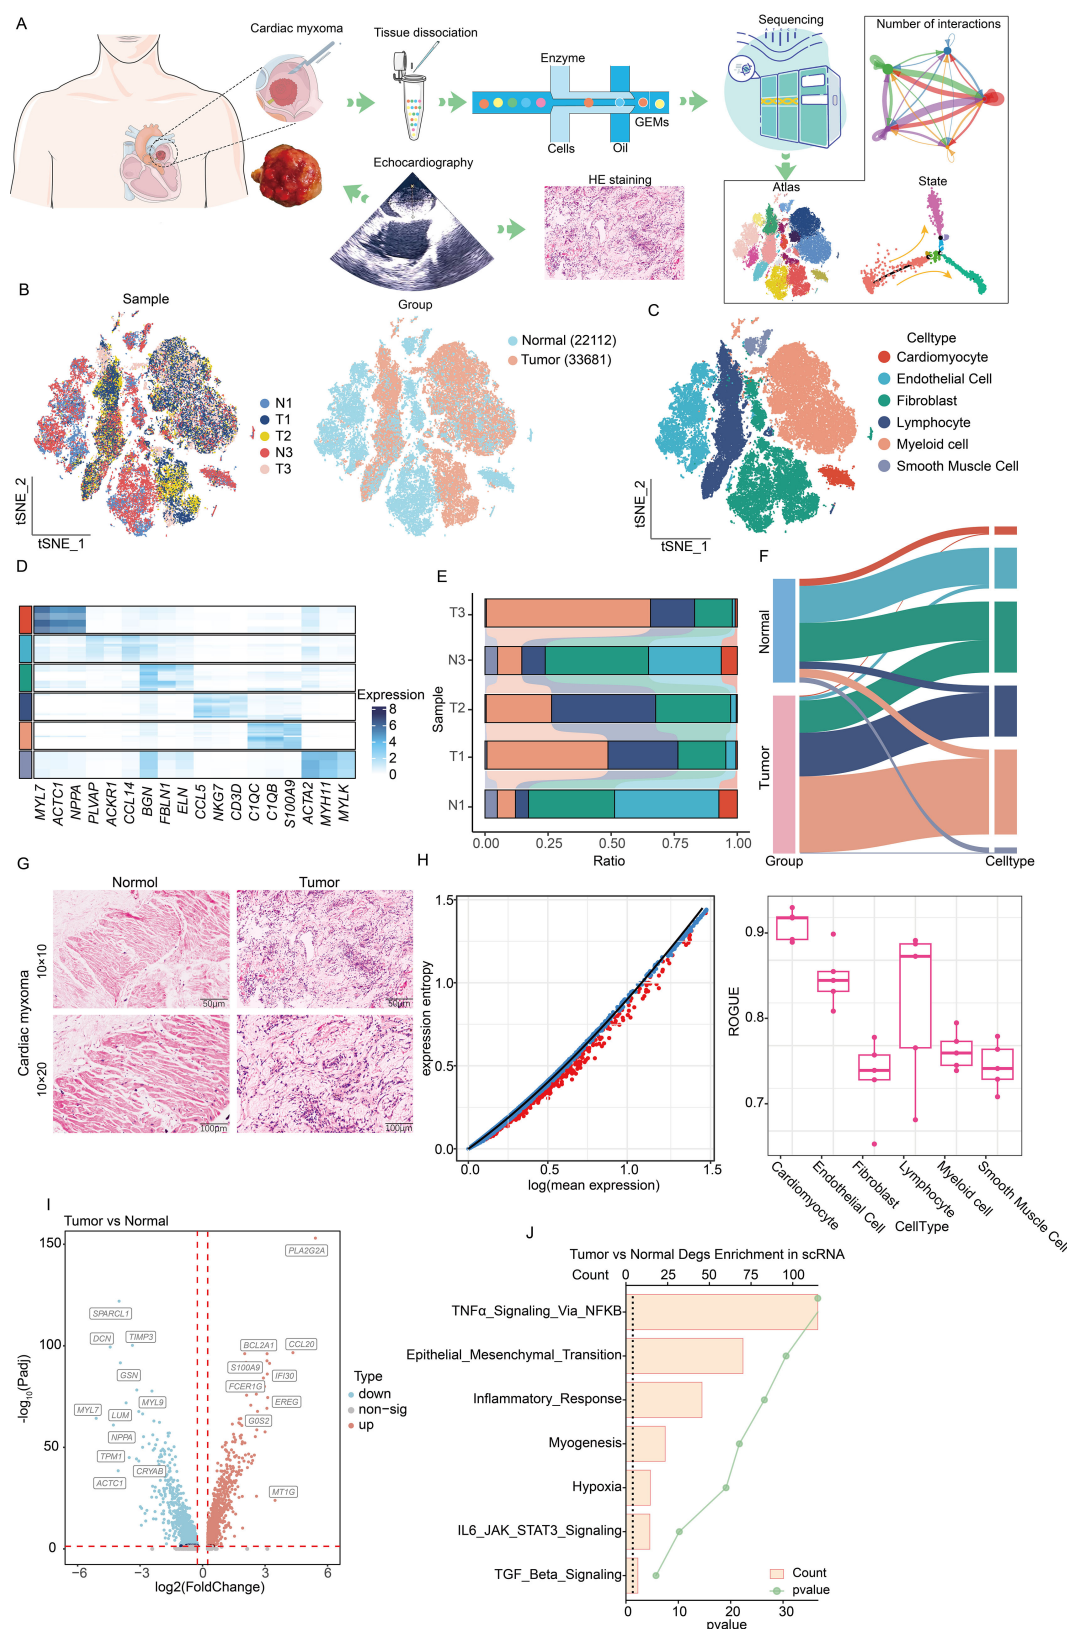 A
Cardiac myxoma
Tissue dissociation
Enzyme
GEMs
Cells
Oil
Sequencing
Number of interactions
Echocardiography
HE staining
Atlas
State
B
Sample
N1
T1
T2
N3
T3
tSNE_2
tSNE_1
Group
Normal (22112)
Tumor (33681)
C
Celltype
Cardiomyocyte
Endothelial Cell
Fibroblast
Lymphocyte
Myeloid cell
Smooth Muscle Cell
tSNE_2
tSNE_1
D
Expression
8
6
4
2
0
MYL7
ACTC1
NPPA
PLVAP
ACKR1
CCL14
BGN
FBLN1
ELN
CCL5
NKG7
CD3D
C1QC
C1QB
S100A9
ACTA2
MYH11
MYLK
E
Sample
T3
N3
T2
T1
N1
0.00
0.25
0.50
0.75
1.00
Ratio
F
Normal
Tumor
Group
Celltype
G
Normol
Tumor
Cardiac myxoma
10×10
50μm
50μm
10×20
100μm
100μm
H
expression entropy
1.5
1.0
0.5
0.0
0.0
0.5
1.0
1.5
log(mean expression)
ROGUE
0.9
0.8
0.7
Cardiomyocyte
Endothelial Cell
Fibroblast
Lymphocyte
Myeloid cell
Smooth Muscle Cell
CellType
I
Tumor vs Normal
-log10(Padj)
150
100
50
0
PLA2G2A
SPARCL1
DCN
TIMP3
BCL2A1
CCL20
GSN
S100A9
IFI30
FCER1G
MYL9
EREG
MYL7
LUM
G0S2
NPPA
TPM1
CRYAB
ACTC1
MT1G
−6
−3
0
3
6
log2(FoldChange)
Type
down
non−sig
up
J
Tumor vs Normal Degs Enrichment in scRNA
Count
0
25
50
75
100
TNFα_Signaling_Via_NFKB
Epithelial_Mesenchymal_Transition
Inflammatory_Response
Myogenesis
Hypoxia
IL6_JAK_STAT3_Signaling
TGF_Beta_Signaling
Count
pvalue
0
10
20
30
pvalue